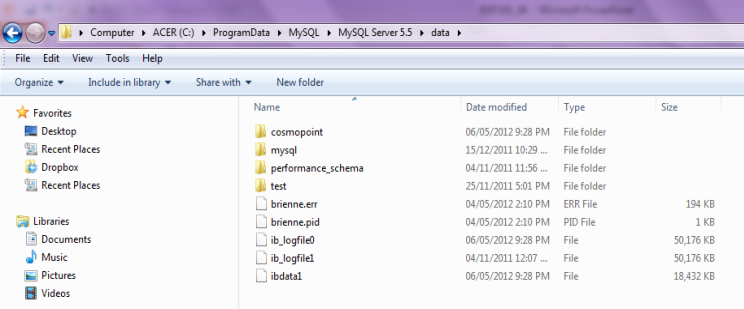 Computer ▸ ACER (C:) ▸ ProgramData ▸ MySQL ▸ MySQL Server 5.5 ▸ data ▸
File Edit View Tools Help
Organize ▾ Include in library ▾ Share with ▾ New folder
Favorites
Desktop
Recent Places
Dropbox
Recent Places
Libraries
Documents
Music
Pictures
Videos
Name Date modified Type Size
cosmopoint 06/05/2012 9:28 PM File folder
mysql 15/12/2011 10:29 ... File folder
performance_schema 04/11/2011 11:56 ... File folder
test 25/11/2011 5:01 PM File folder
brienne.err 04/05/2012 2:10 PM ERR File 194 KB
brienne.pid 04/05/2012 2:10 PM PID File 1 KB
ib_logfile0 06/05/2012 9:28 PM File 50,176 KB
ib_logfile1 04/11/2011 12:07 ... File 50,176 KB
ibdata1 06/05/2012 9:28 PM File 18,432 KB